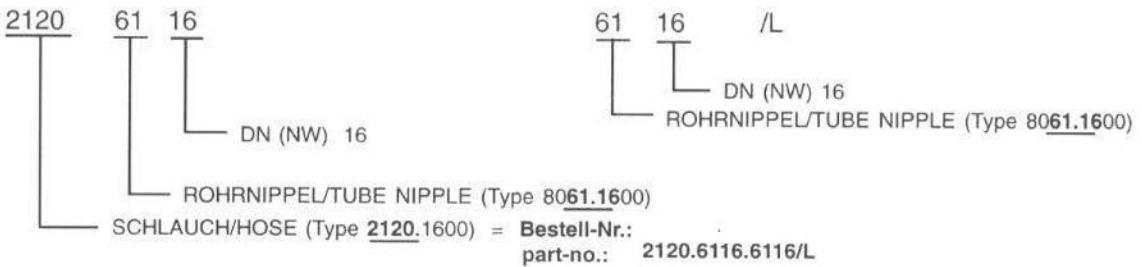 2120 61 16 61 16 /L
DN (NW) 16
ROHRNIPPEL/TUBE NIPPLE (Type 8061.1600)
DN (NW) 16
ROHRNIPPEL/TUBE NIPPLE (Type 8061.1600)
SCHLAUCH/HOSE (Type 2120.1600) = Bestell-Nr.:
part-no.: 2120.6116.6116/L